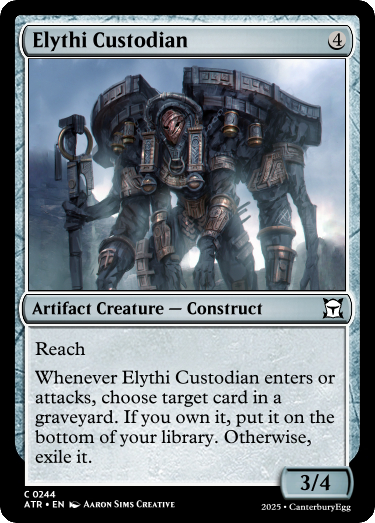 Elythi Custodian 4
Artifact Creature — Construct
Reach
Whenever Elythi Custodian enters or
attacks, choose target card in a
graveyard. If you own it, put it on the
bottom of your library. Otherwise,
exile it.
3/4
C 0244
ATR • EN Aaron Sims Creative
2025 • CanterburyEgg